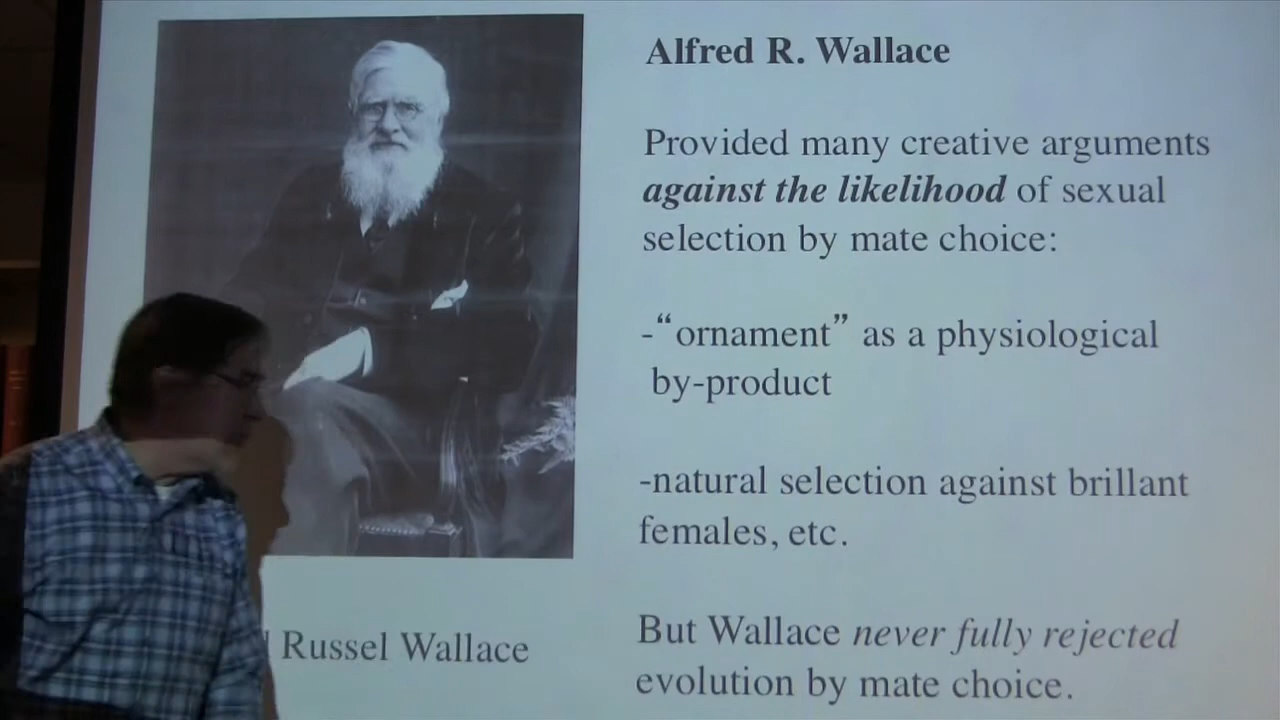 Alfred R. Wallace
Provided many creative arguments
against the likelihood of sexual
selection by mate choice:
-“ornament” as a physiological
by-product
-natural selection against brillant
females, etc.
But Wallace never fully rejected
evolution by mate choice.
Russel Wallace